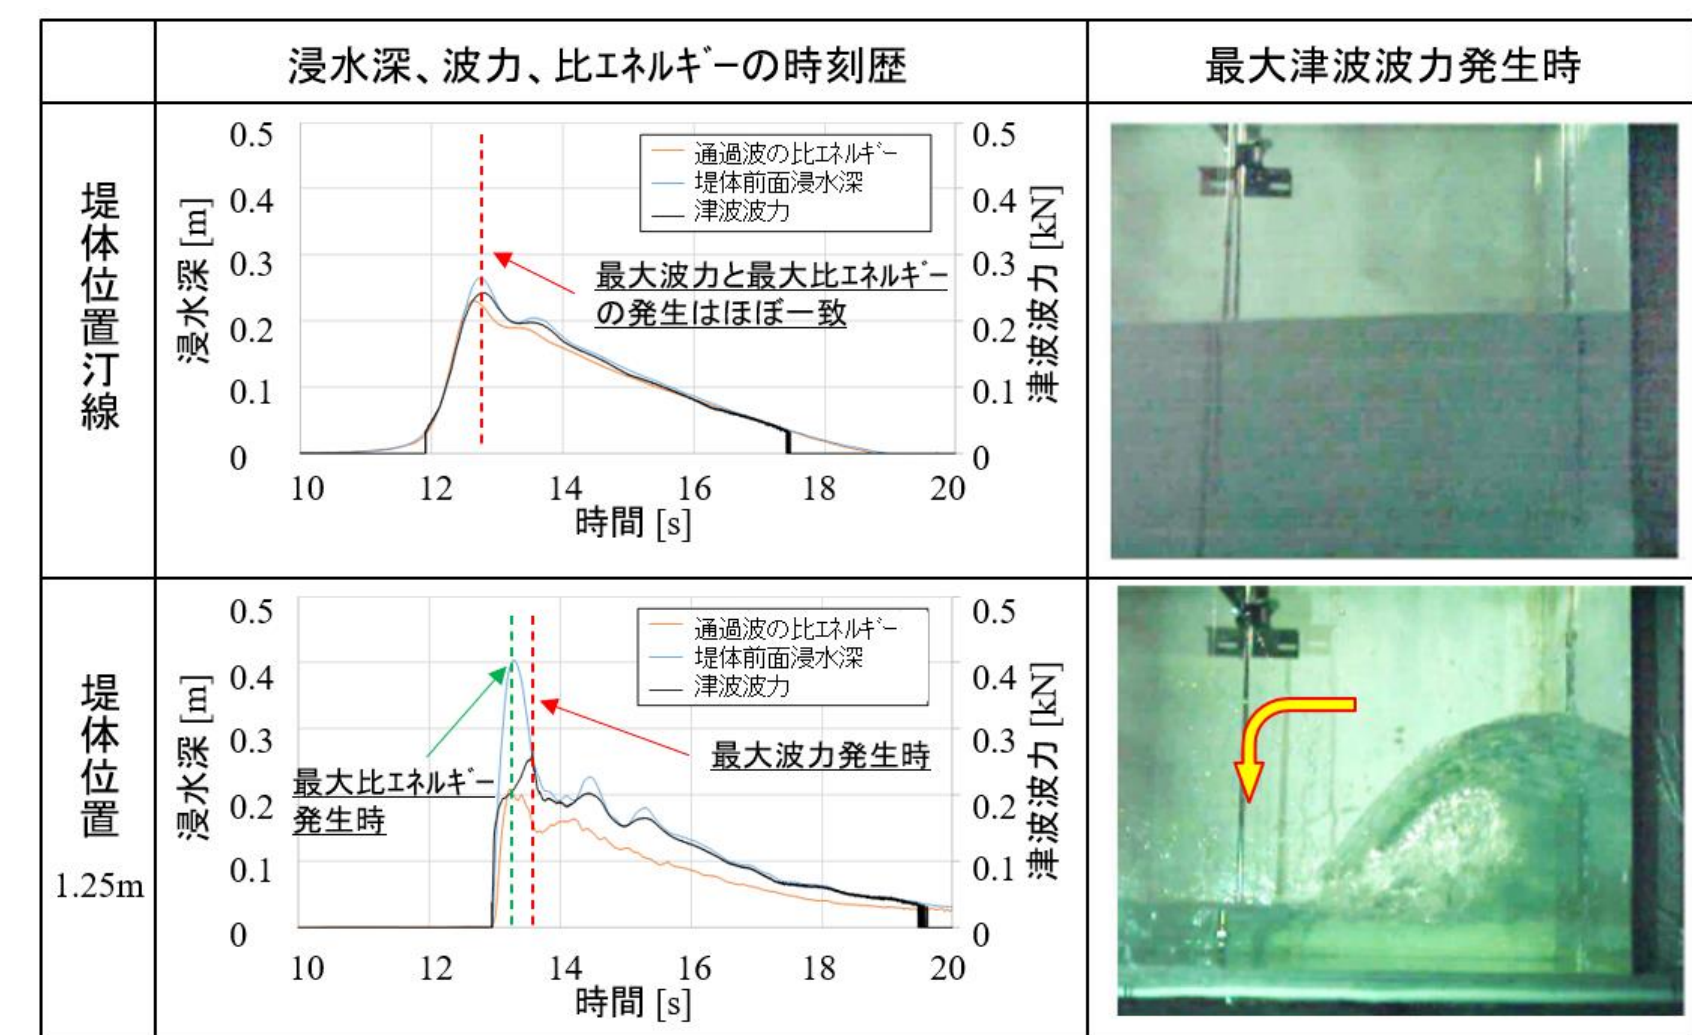 浸水深、波力、比エネルギーの時刻歴
最大津波波力発生時
堤体位置汀線
0.5
0.4
0.3
0.2
0.1
0
浸水深 [m]
通過波の比エネルギー
堤体前面浸水深
津波波力
最大波力と最大比エネルギー
の発生はほぼ一致
0.5
0.4
0.3
0.2
0.1
0
津波波力 [kN]
10 12 14 16 18 20
時間 [s]
堤体位置
1.25m
0.5
0.4
0.3
0.2
0.1
0
浸水深 [m]
通過波の比エネルギー
堤体前面浸水深
津波波力
最大比エネルギー
発生時
最大波力発生時
0.5
0.4
0.3
0.2
0.1
0
津波波力 [kN]
10 12 14 16 18 20
時間 [s]